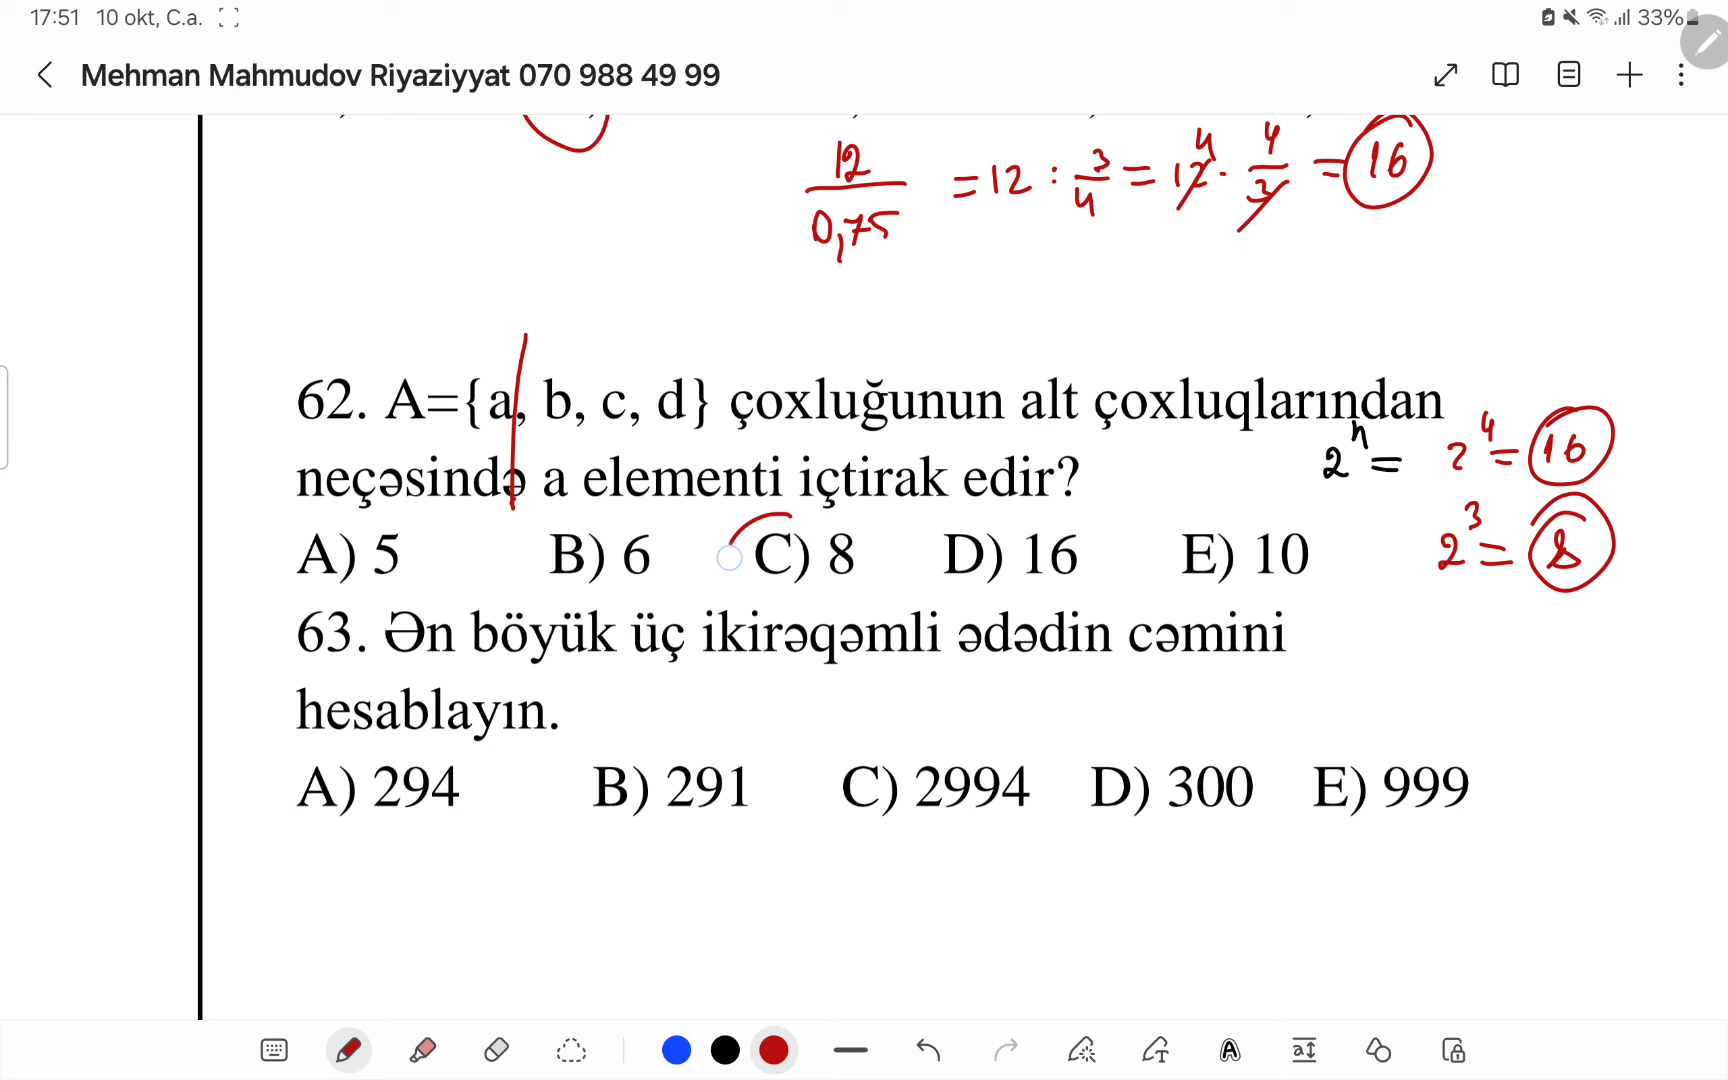 17:51 10 okt, C.a. 33%
Mehman Mahmudov Riyaziyyat 070 988 49 99
12/0,75 = 12 : 3/4 = 12 4 · 4/3 = 16
62. A={a, b, c, d} çoxluğunun alt çoxluqlarından
neçəsində a elementi içtirak edir?
2ⁿ = 2⁴ = 16
A) 5 B) 6 C) 8 D) 16 E) 10
2³ = 8
63. Ən böyük üç ikirəqəmli ədədin cəmini
hesablayın.
A) 294 B) 291 C) 2994 D) 300 E) 999